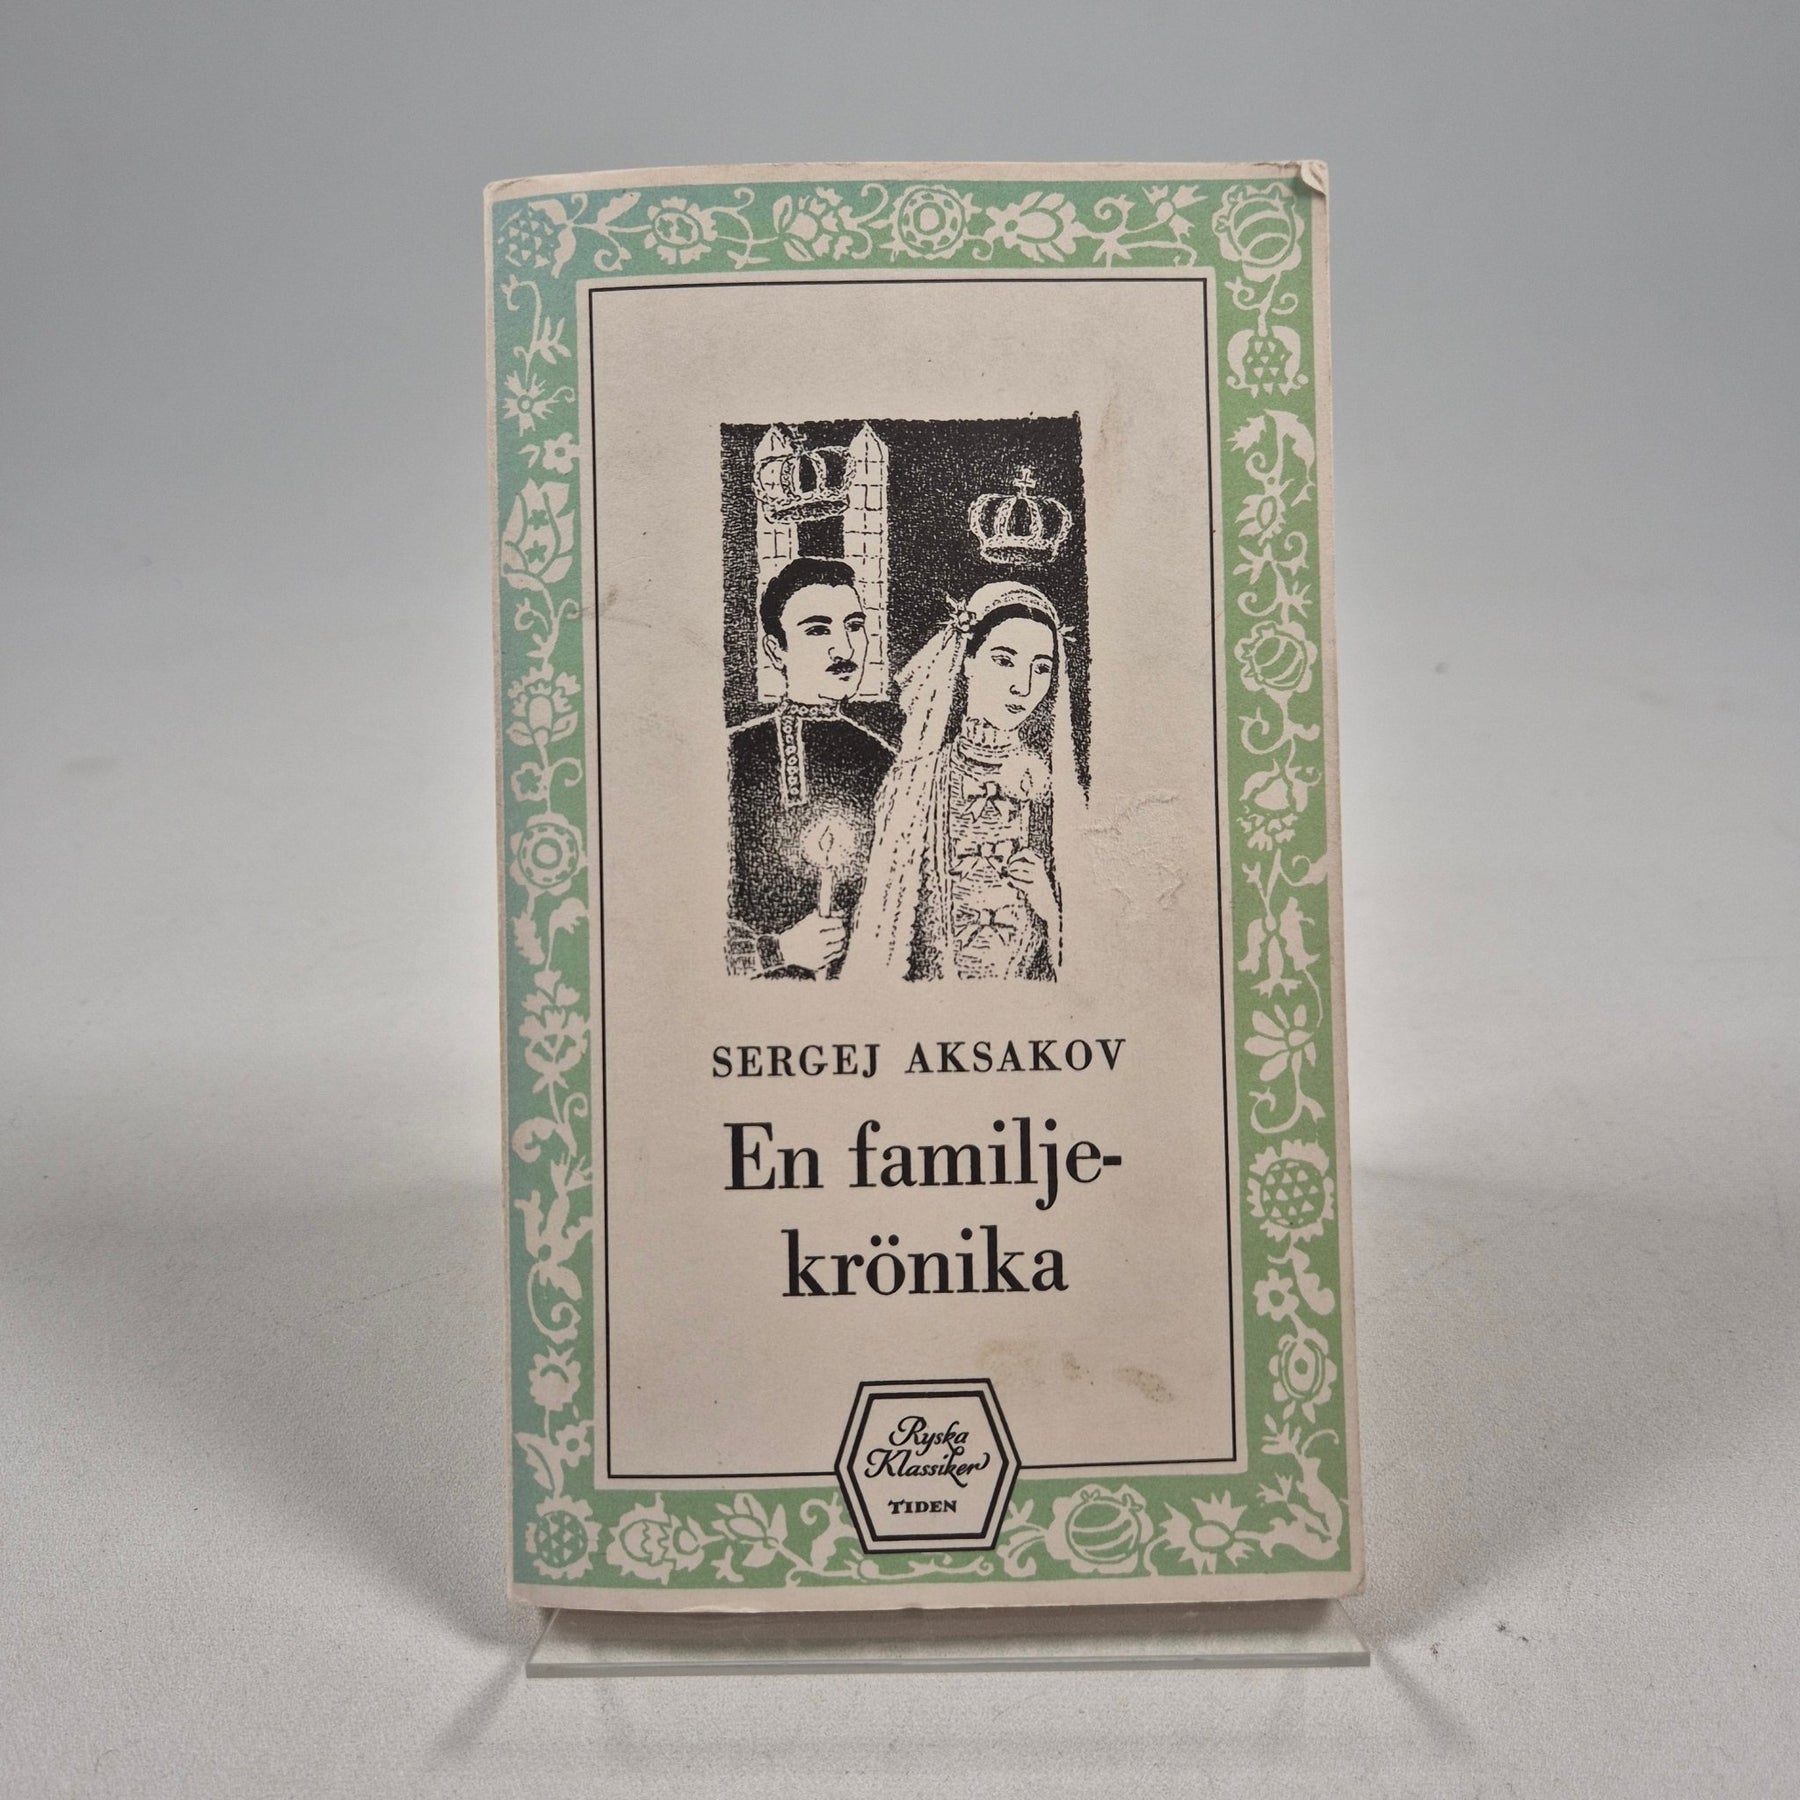 SERGEJ AKSAKOV
En familje-
krönika
Ryska
Klassiker
TIDEN